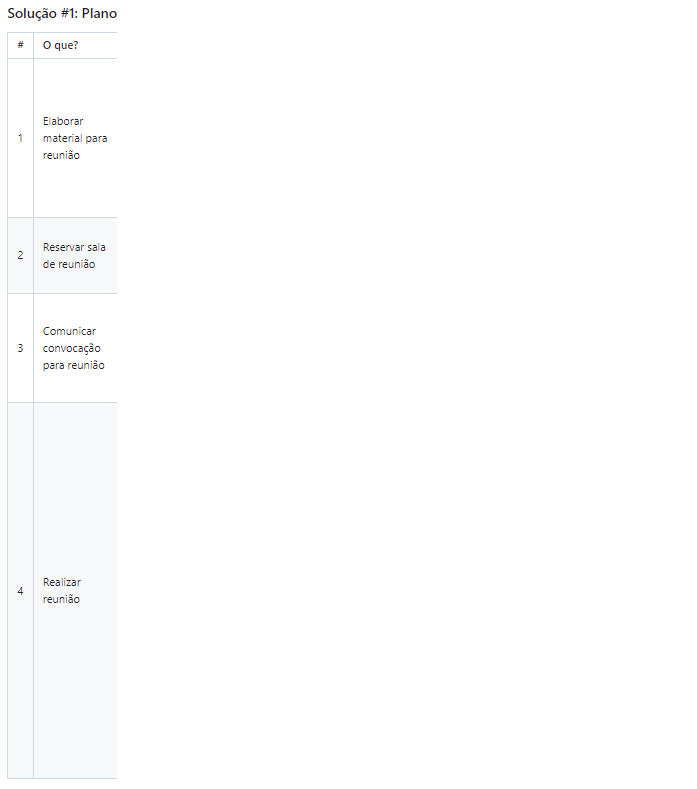 Solução #1: Plano
# O que?
Elaborar
1 material para
reunião
2 Reservar sala
de reunião
Comunicar
3 convocação
para reunião
4 Realizar
reunião